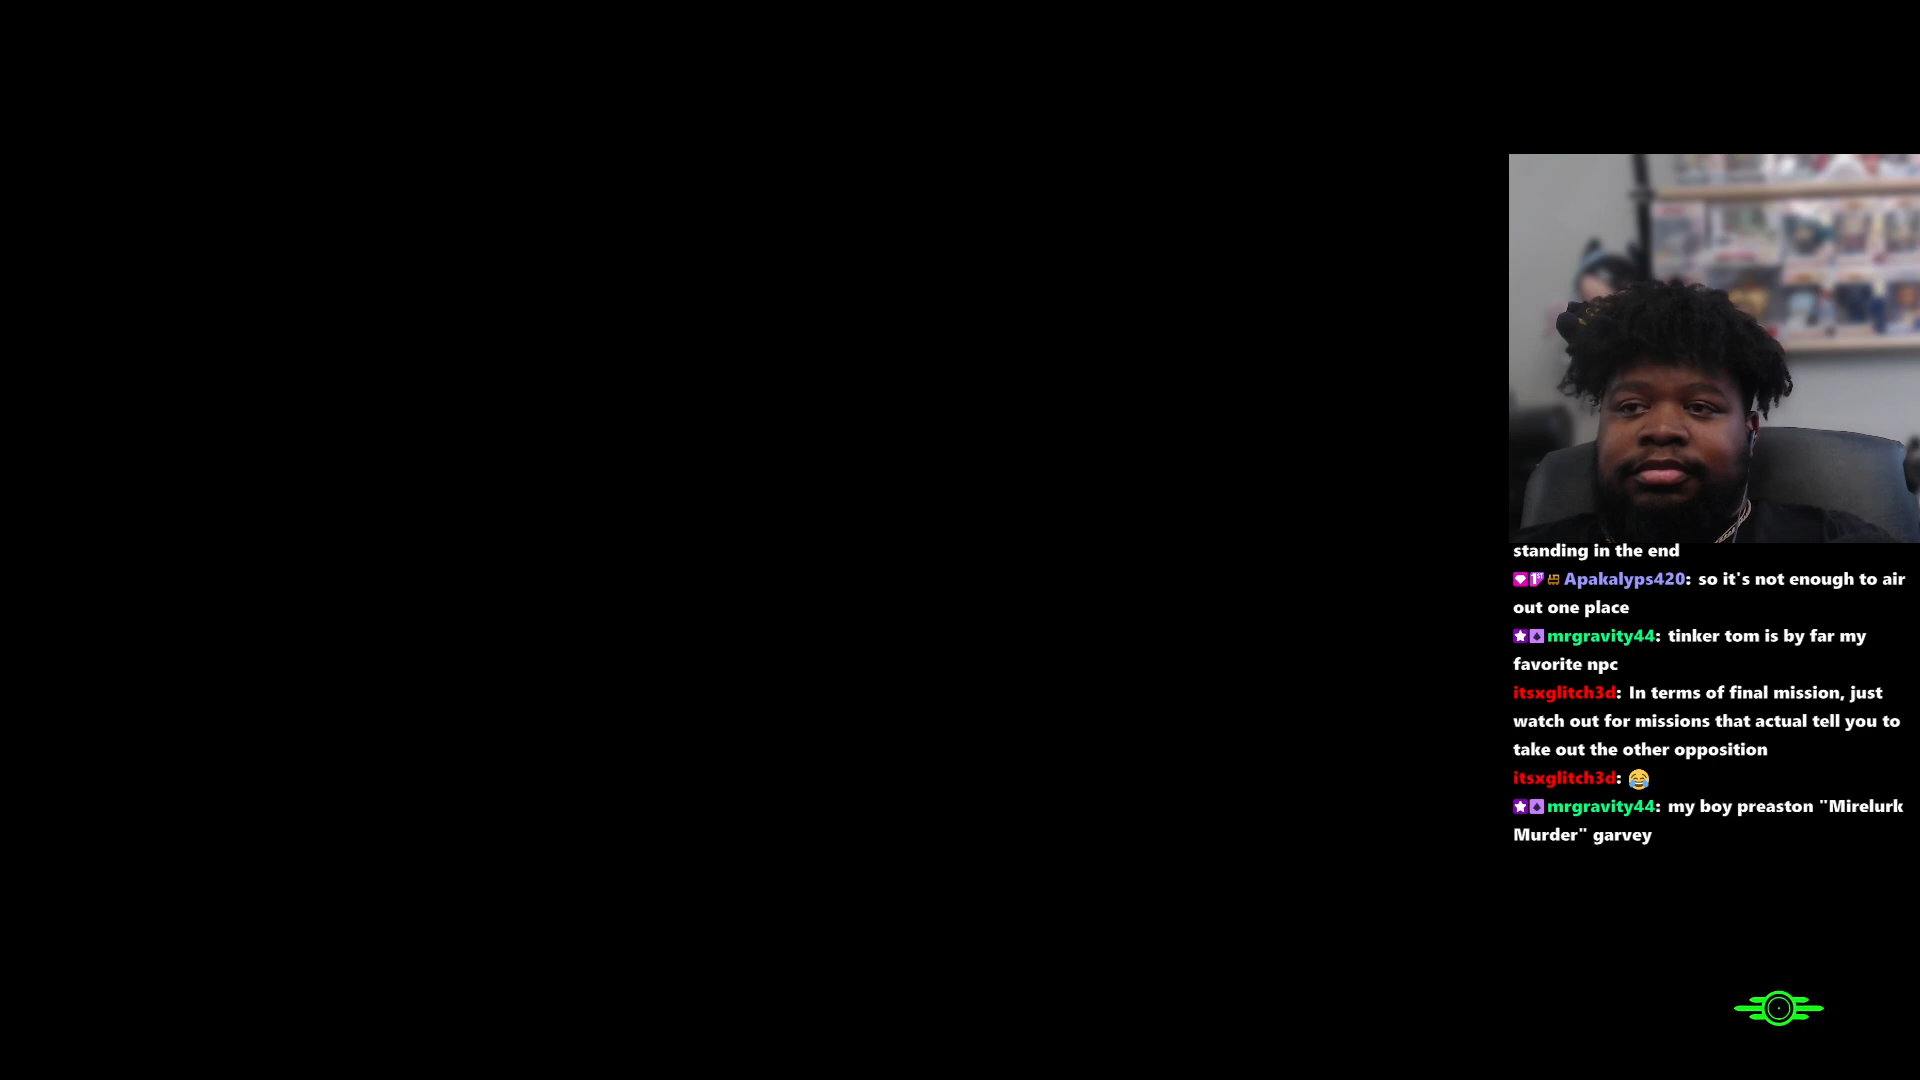 standing in the end
Apakalyps420: so it's not enough to air
out one place
mrgravity44: tinker tom is by far my
favorite npc
itsxglitch3d: In terms of final mission, just
watch out for missions that actual tell you to
take out the other opposition
itsxglitch3d: 😂
mrgravity44: my boy preaston "Mirelurk
Murder" garvey